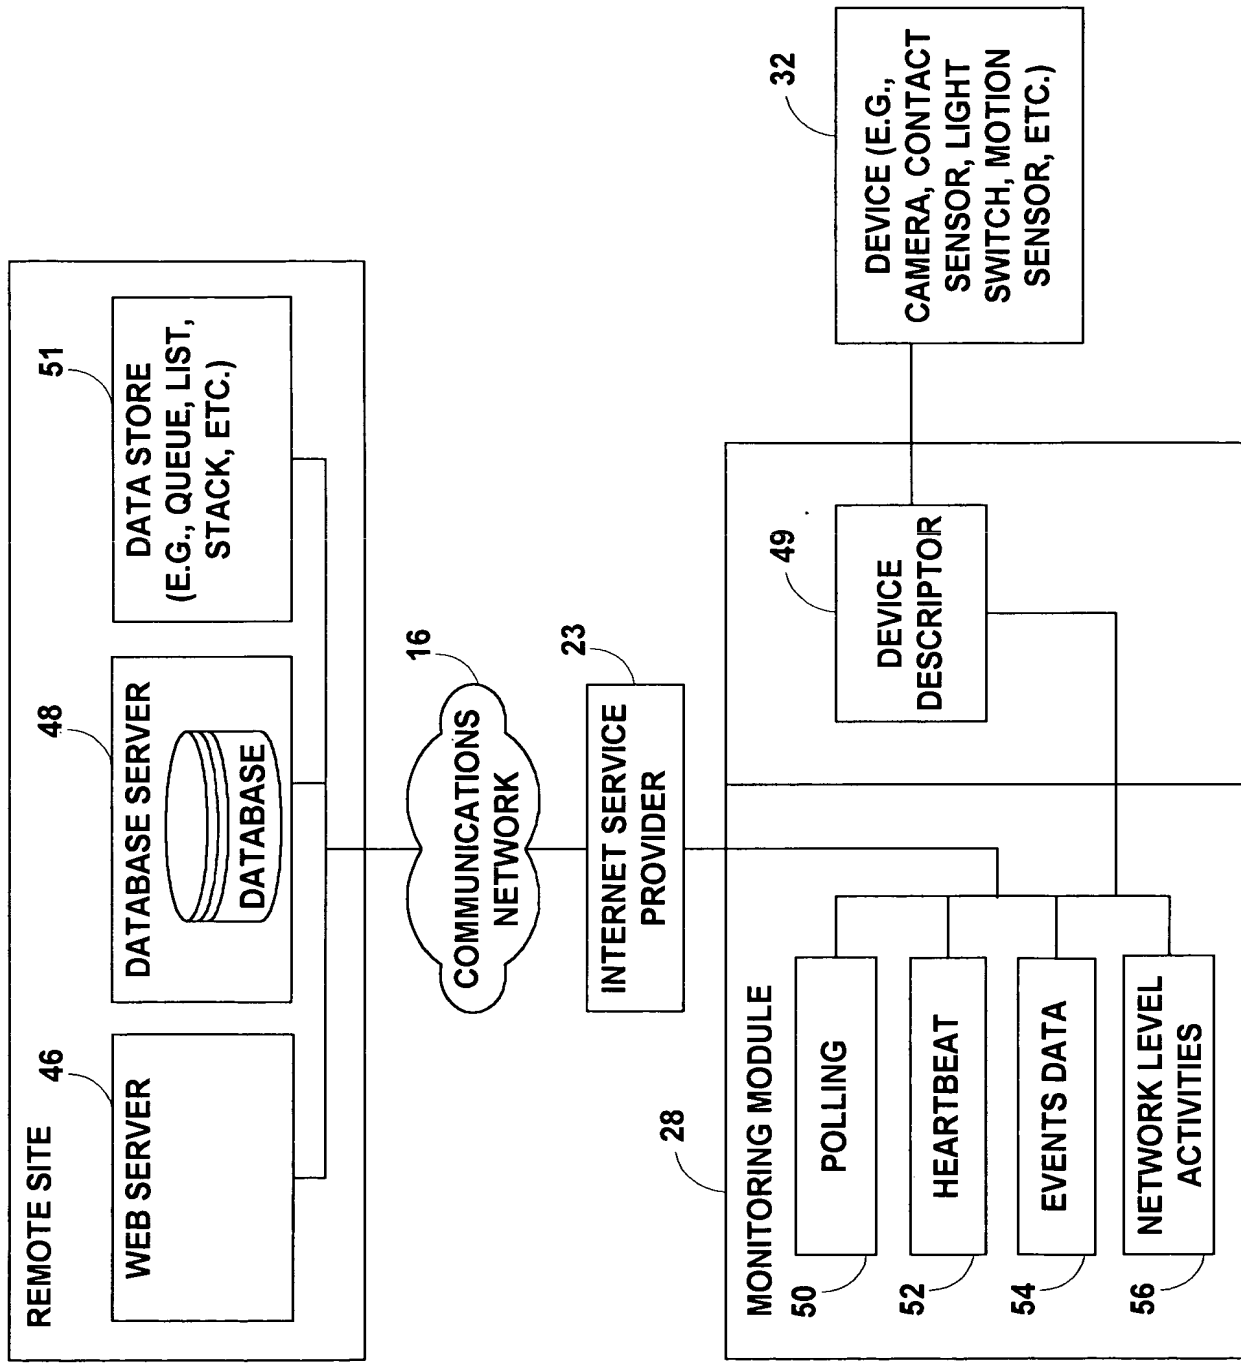 REMOTE SITE
46
WEB SERVER
48
DATABASE SERVER
DATABASE
51
DATA STORE
(E.G., QUEUE, LIST,
STACK, ETC.)
16
COMMUNICATIONS
NETWORK
23
INTERNET SERVICE
PROVIDER
28
MONITORING MODULE
50
POLLING
52
HEARTBEAT
54
EVENTS DATA
56
NETWORK LEVEL
ACTIVITIES
49
DEVICE
DESCRIPTOR
32
DEVICE (E.G.,
CAMERA, CONTACT
SENSOR, LIGHT
SWITCH, MOTION
SENSOR, ETC.)